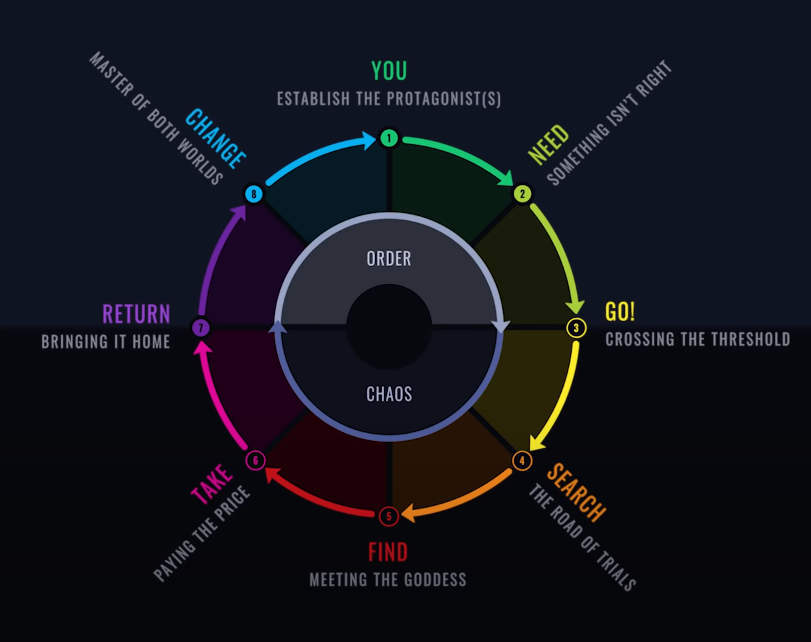 YOU
ESTABLISH THE PROTAGONIST(S)
1
NEED
SOMETHING ISN'T RIGHT
2
GO!
CROSSING THE THRESHOLD
3
SEARCH
THE ROAD OF TRIALS
4
FIND
MEETING THE GODDESS
5
TAKE
PAYING THE PRICE
6
RETURN
BRINGING IT HOME
7
CHANGE
MASTER OF BOTH WORLDS
8
ORDER
CHAOS